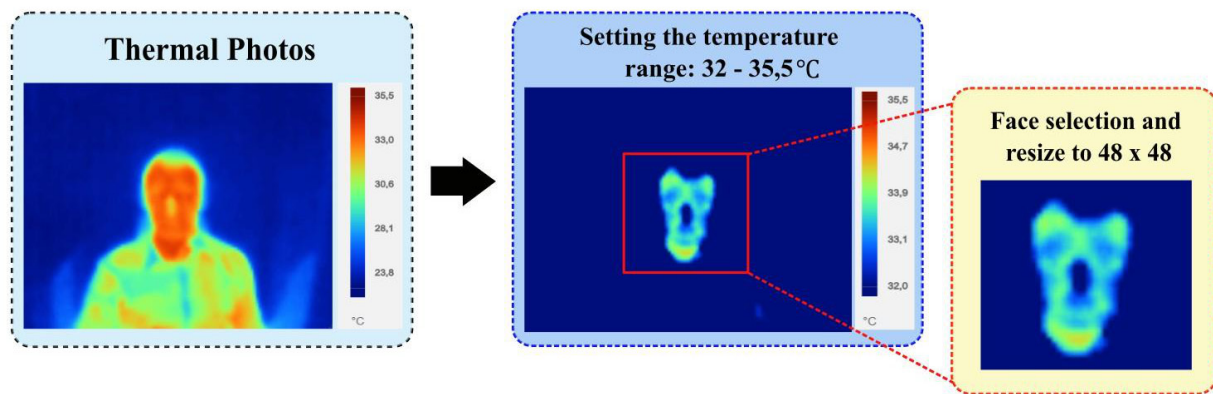 Thermal Photos
35,5
33,0
30,6
28,1
23,8
°C
Setting the temperature
range: 32 - 35,5℃
35,5
34,7
33,9
33,1
32,0
°C
Face selection and
resize to 48 x 48